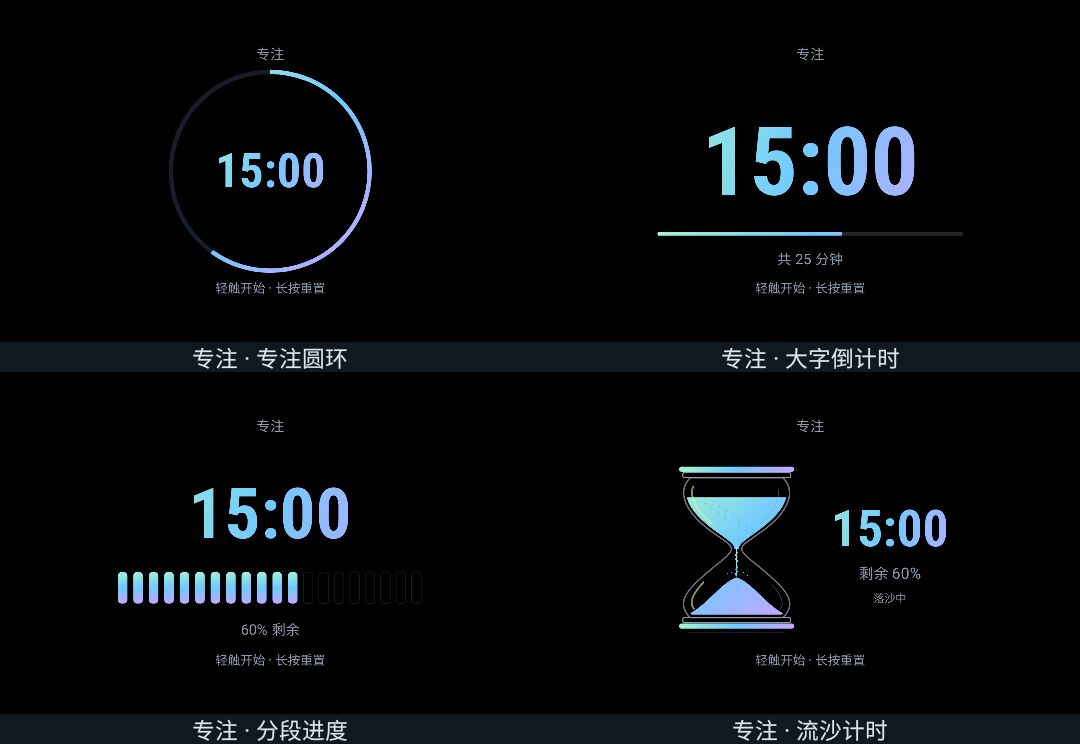 专注
15:00
轻触开始 · 长按重置
专注 · 专注圆环
专注
15:00
共 25 分钟
轻触开始 · 长按重置
专注 · 大字倒计时
专注
15:00
60% 剩余
轻触开始 · 长按重置
专注 · 分段进度
专注
15:00
剩余 60%
落沙中
轻触开始 · 长按重置
专注 · 流沙计时